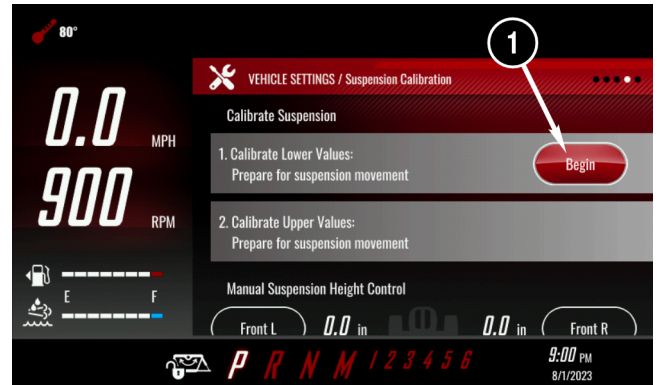 80°
1
VEHICLE SETTINGS / Suspension Calibration
0.0 MPH
Calibrate Suspension
1. Calibrate Lower Values:
Prepare for suspension movement
Begin
900 RPM
2. Calibrate Upper Values:
Prepare for suspension movement
E F
Manual Suspension Height Control
Front L 0.0 in 0.0 in Front R
P R N M 1 2 3 4 5 6
9:00 PM
8/1/2023